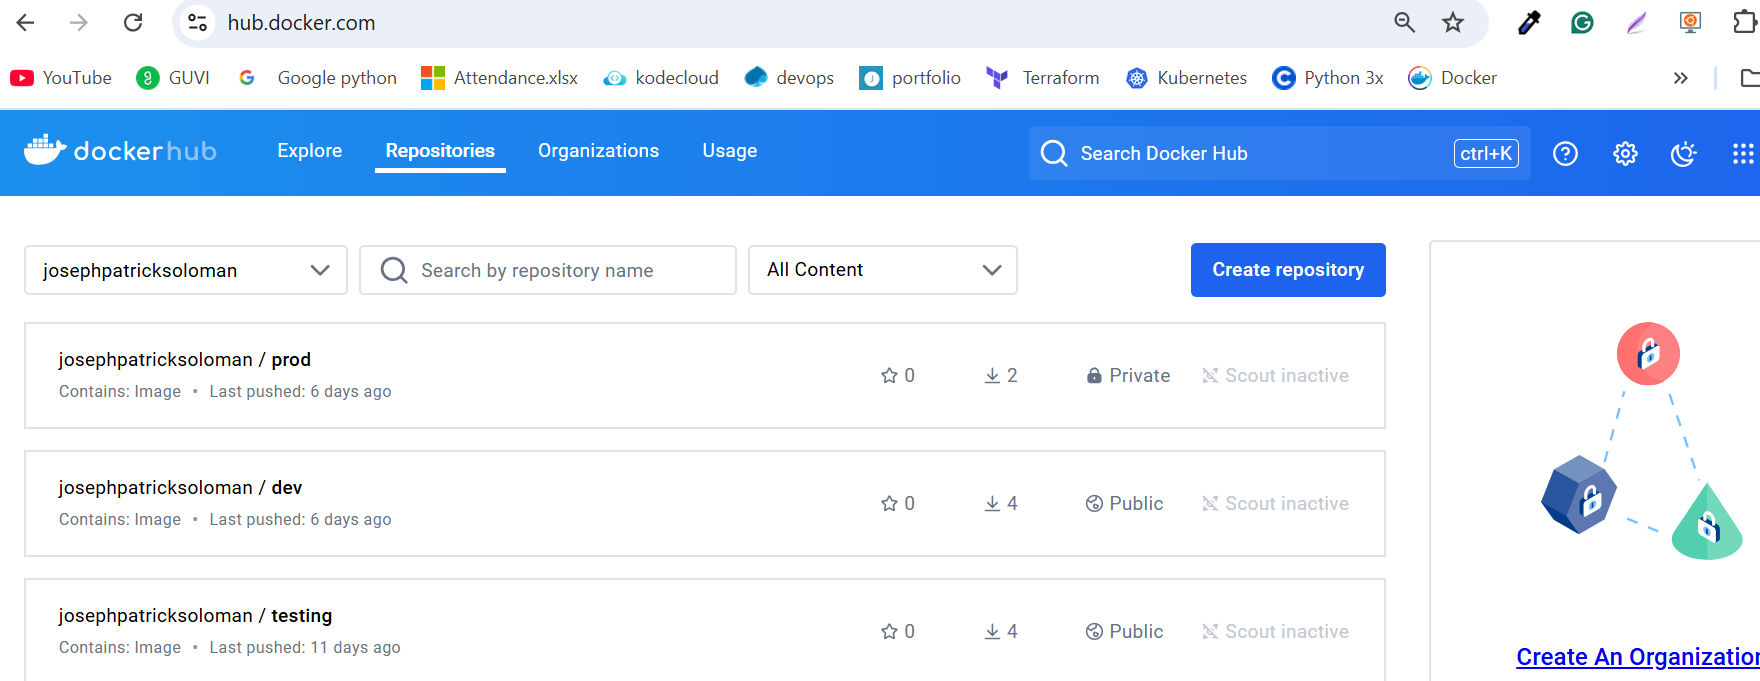 hub.docker.com
YouTube GUVI Google python Attendance.xlsx kodecloud devops portfolio Terraform Kubernetes Python 3x Docker
dockerhub Explore Repositories Organizations Usage Search Docker Hub ctrl+K
josephpatricksoloman Search by repository name All Content Create repository
josephpatricksoloman / prod
0 2 Private Scout inactive
Contains: Image • Last pushed: 6 days ago
josephpatricksoloman / dev
0 4 Public Scout inactive
Contains: Image • Last pushed: 6 days ago
josephpatricksoloman / testing
0 4 Public Scout inactive
Contains: Image • Last pushed: 11 days ago
Create An Organization